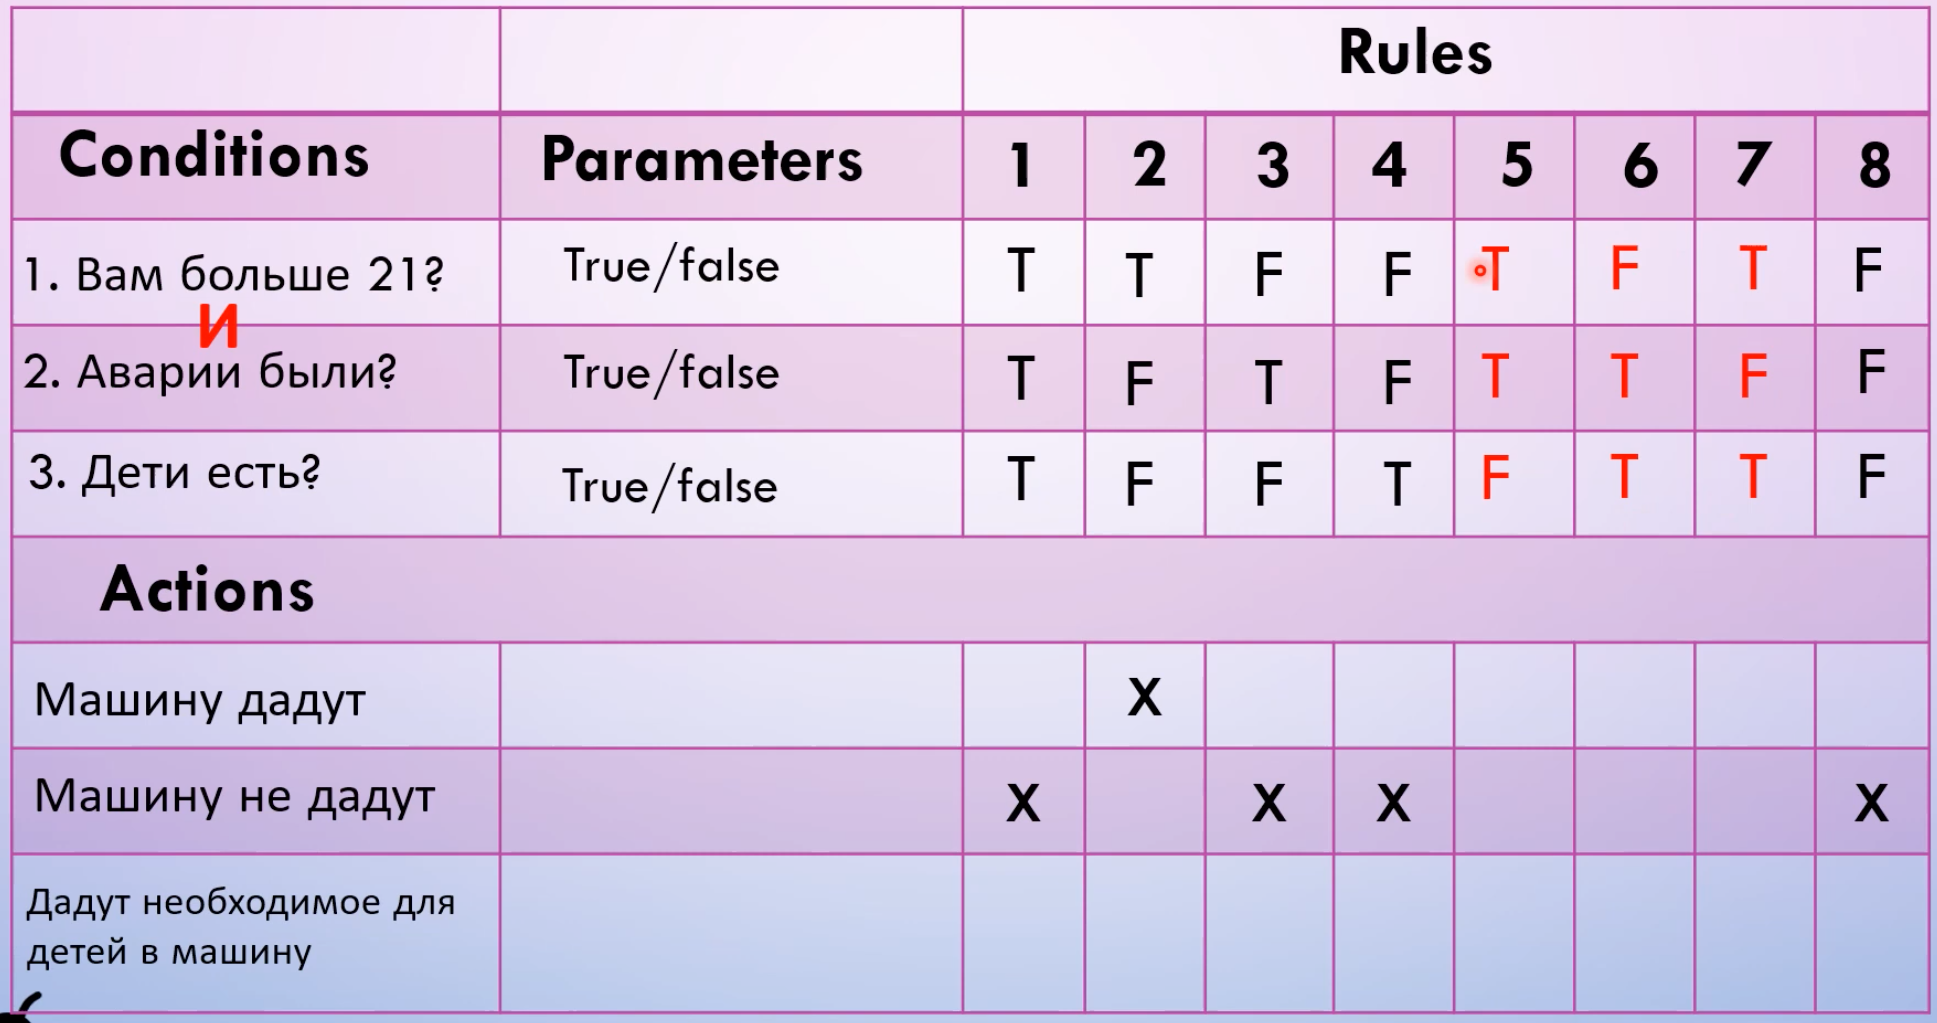 Rules
Conditions Parameters 1 2 3 4 5 6 7 8
1. Вам больше 21? True/false T T F F T F T F
И
2. Аварии были? True/false T F T F T T F F
3. Дети есть? True/false T F F T F T T F
Actions
Машину дадут X
Машину не дадут X X X X
Дадут необходимое для
детей в машину